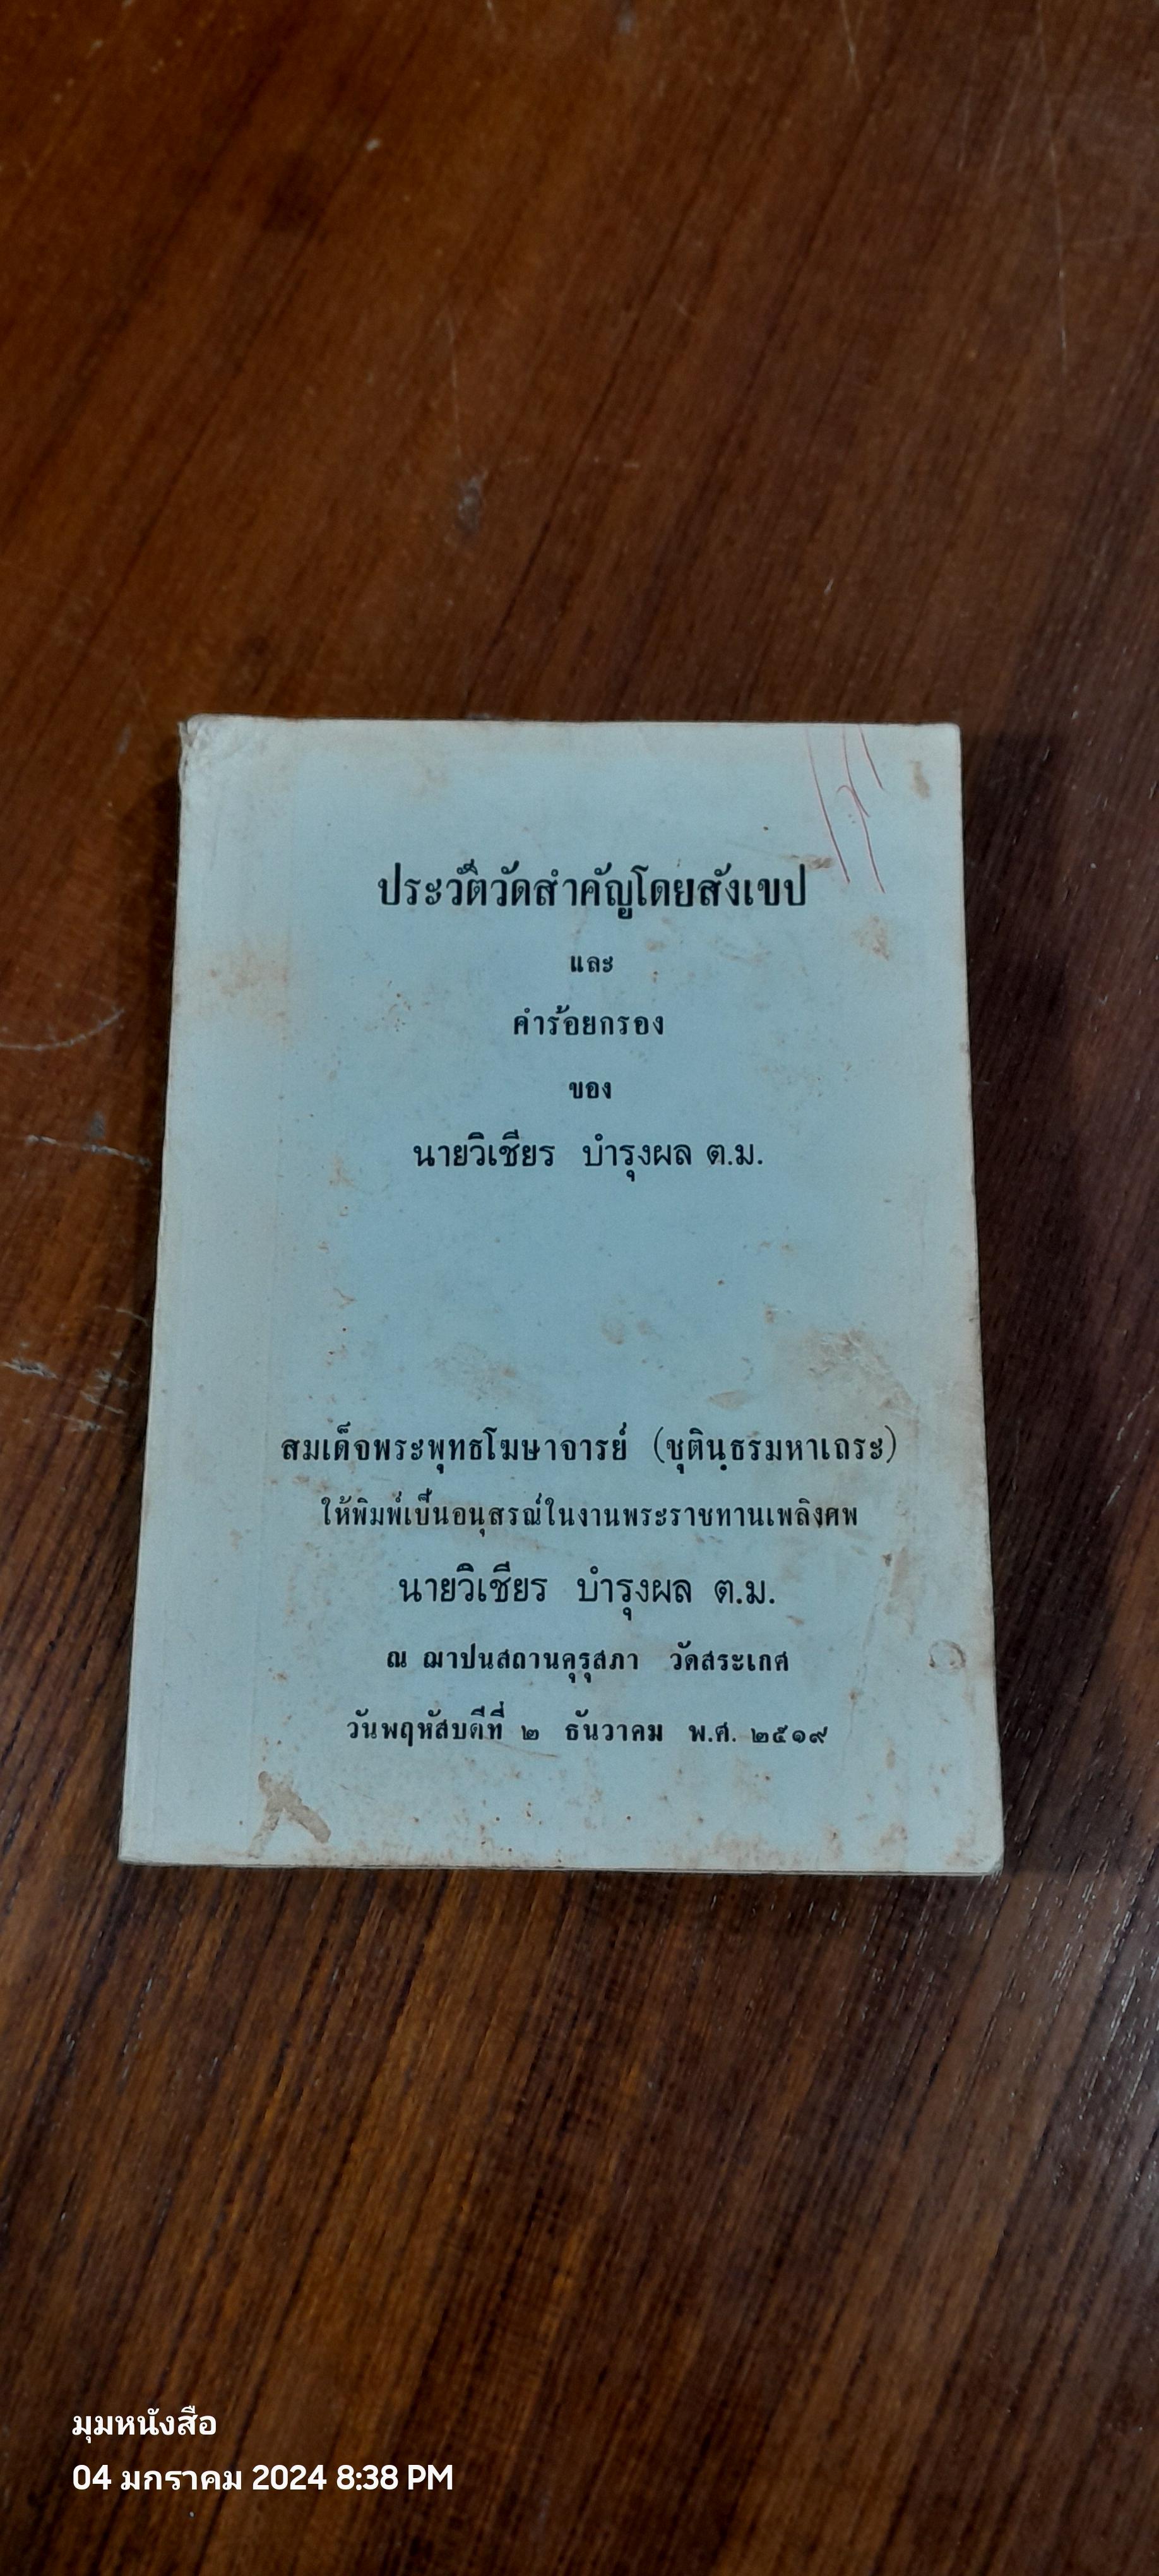 ประวัติวัดสำคัญโดยสังเขป
และ
คำร้อยกรอง
ของ
นายวิเชียร บำรุงผล ต.ม.
สมเด็จพระพุทธโฆษาจารย์ (ชุตินฺธรมหาเถระ)
ให้พิมพ์เป็นอนุสรณ์ในงานพระราชทานเพลิงศพ
นายวิเชียร บำรุงผล ต.ม.
ณ ฌาปนสถานคุรุสภา วัดสระเกศ
วันพฤหัสบดีที่ ๒ ธันวาคม พ.ศ. ๒๕๑๙
มุมหนังสือ
04 มกราคม 2024 8:38 PM